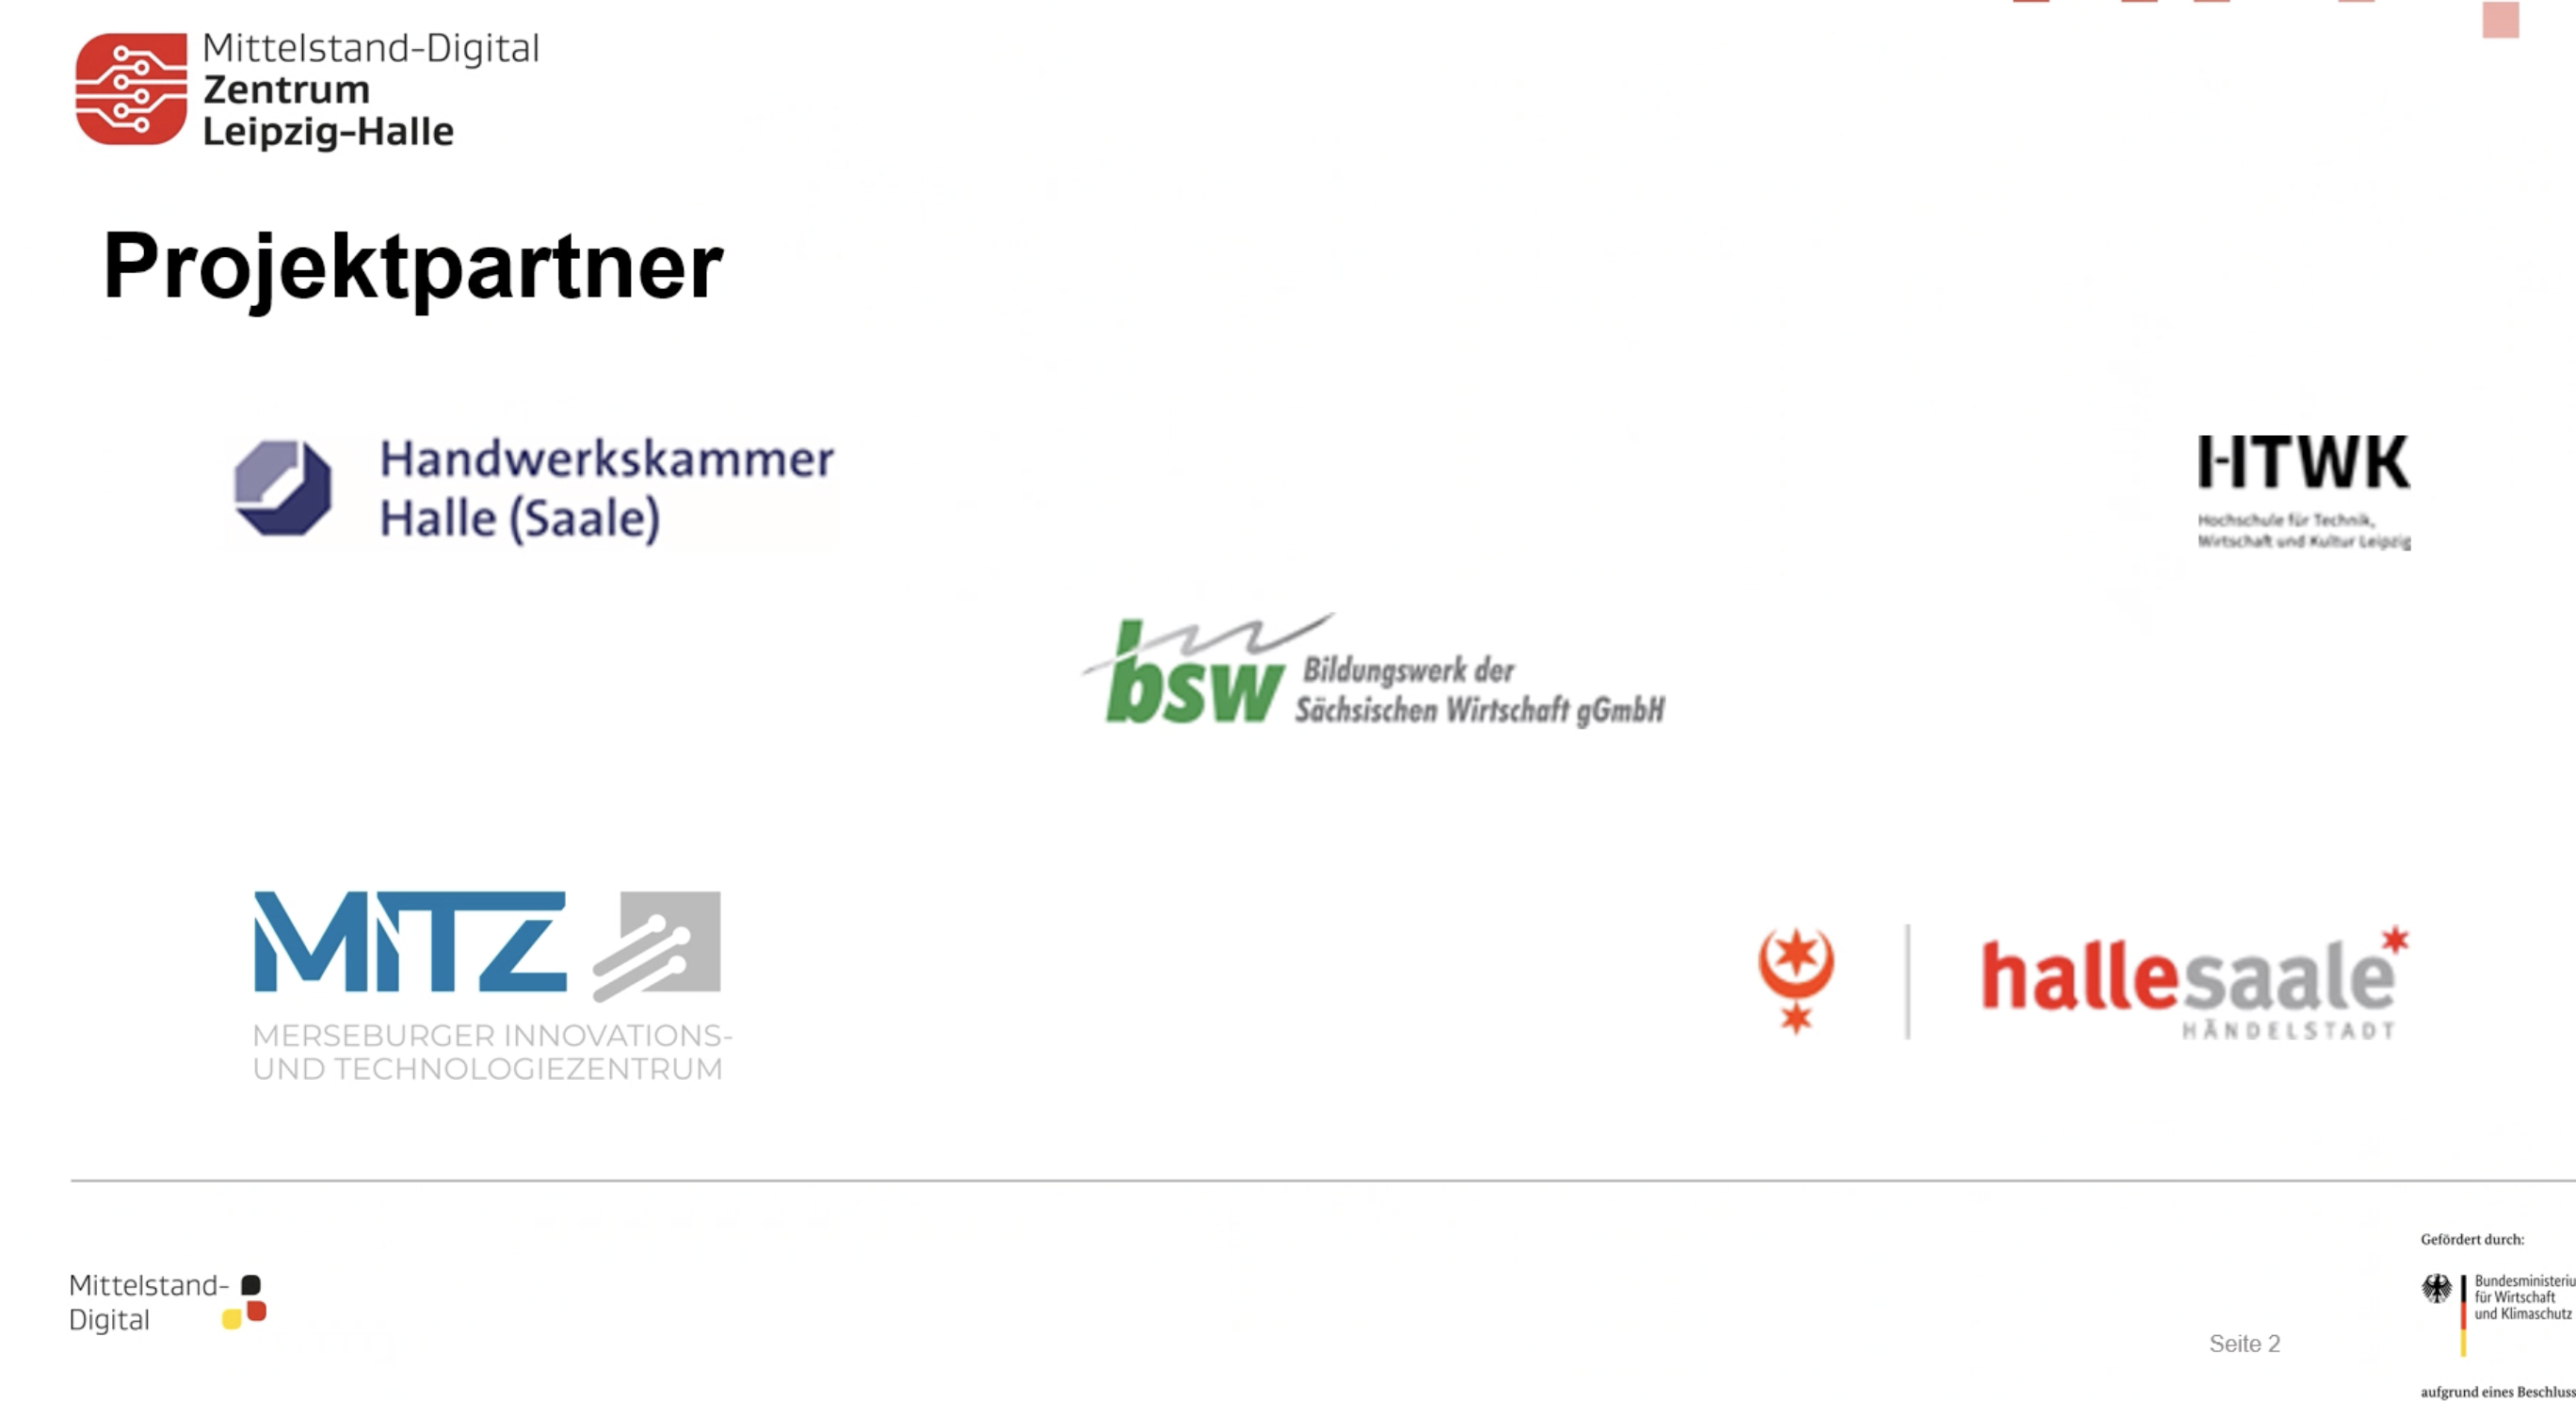 Mittelstand-Digital
Zentrum
Leipzig-Halle
Projektpartner
Handwerkskammer
Halle (Saale)
HTWK
Hochschule für Technik,
Wirtschaft und Kultur Leipzig
bsw
Bildungswerk der
Sächsischen Wirtschaft gGmbH
MITZ
MERSEBURGER INNOVATIONS-
UND TECHNOLOGIEZENTRUM
hallesaale*
HÄNDELSTADT
Mittelstand-
Digital
Seite 2
Gefördert durch:
Bundesministeriu
für Wirtschaft
und Klimaschutz
aufgrund eines Beschluss